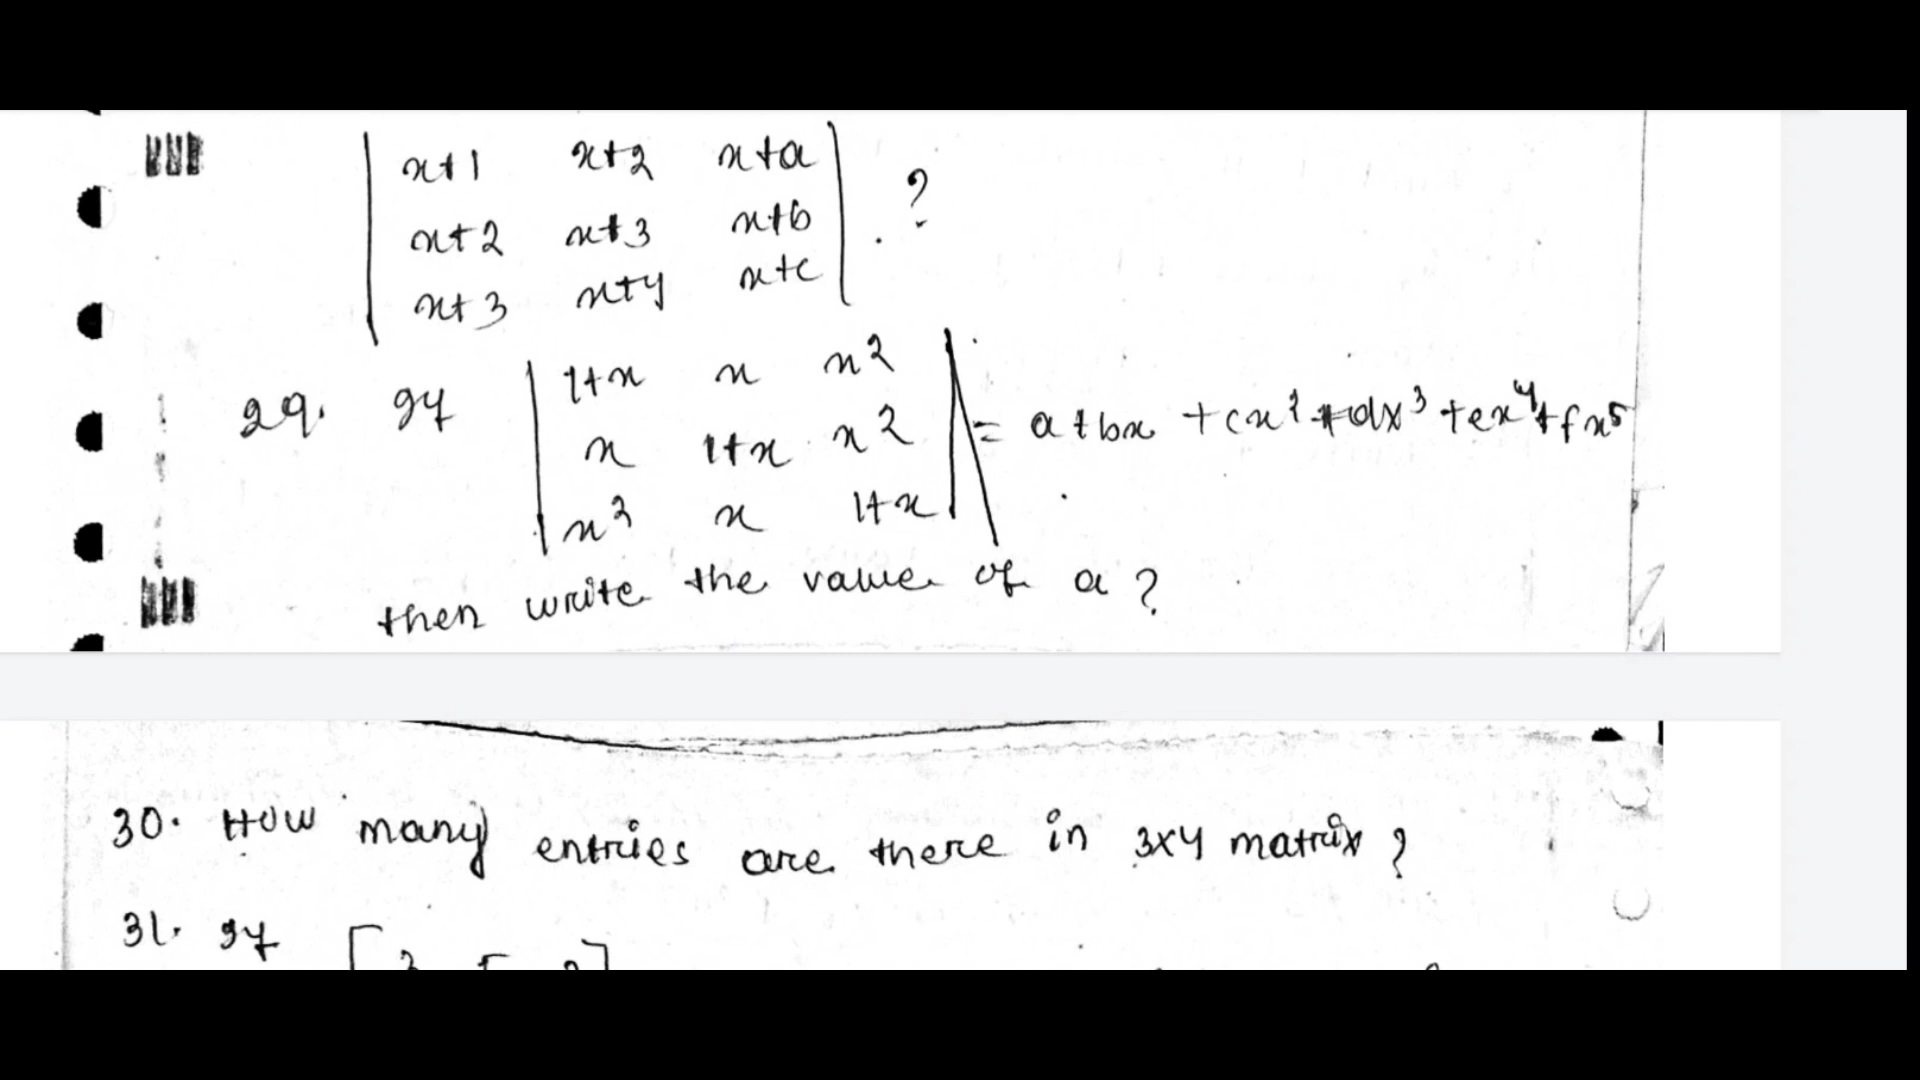 x+1 x+2 x+a
x+2 x+3 x+b . ?
x+3 x+4 x+c
29. If | 1+x x x² |
| x 1+x x² | = a+bx+cx²+dx³+ex⁴+fx⁵
| x² x 1+x |
then write the value of a ?
30. How many entries are there in 3x4 matrix ?
31. If [